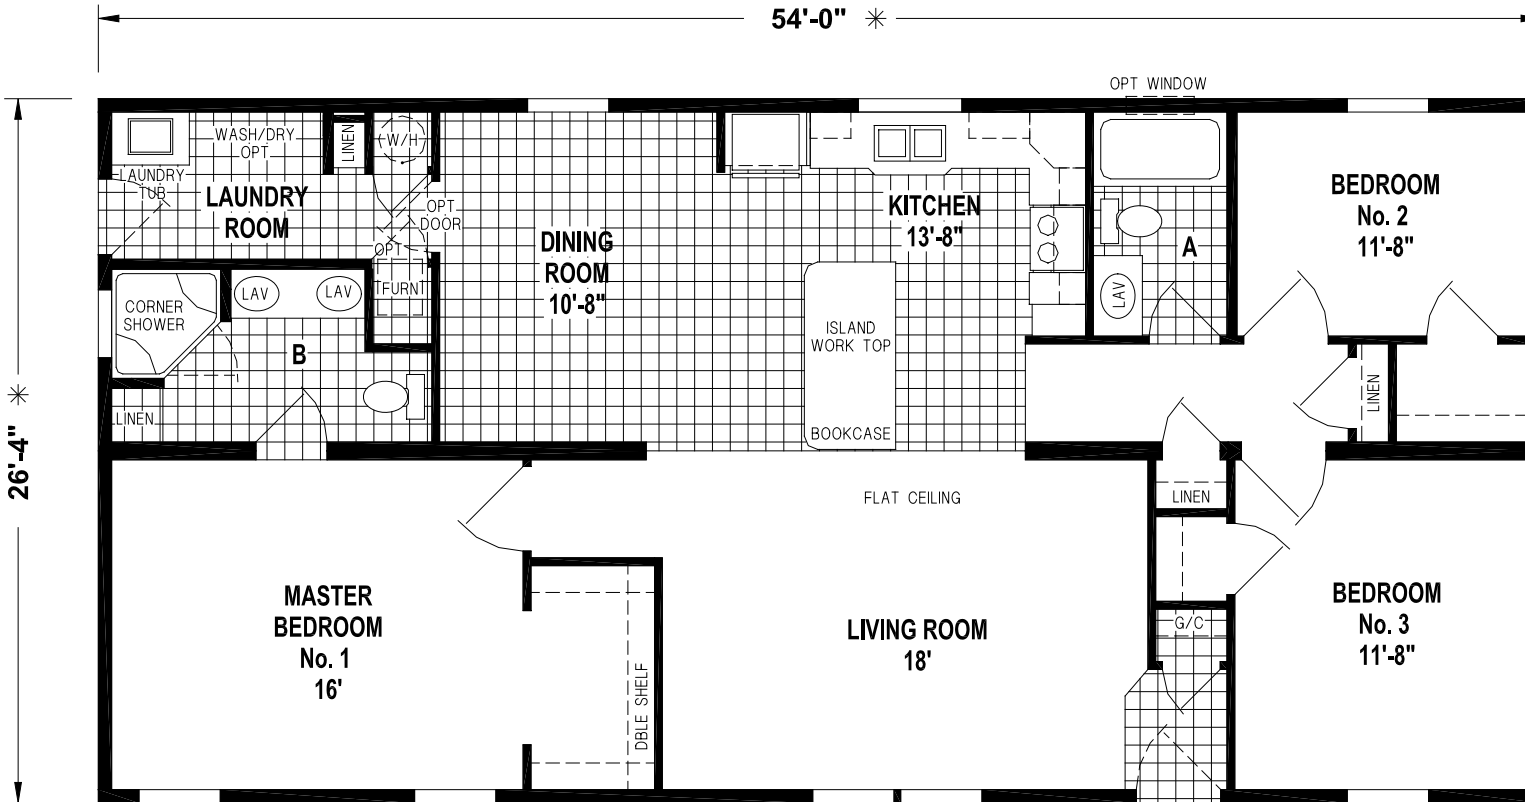 54'-0" ✳
OPT WINDOW
WASH/DRY
OPT
LINEN
W/H
LAUNDRY
TUB
LAUNDRY
ROOM
OPT
DOOR
OPT
FURN
DINING
ROOM
10'-8"
KITCHEN
13'-8"
A
LAV
BEDROOM
No. 2
11'-8"
CORNER
SHOWER
LAV
LAV
B
LINEN
ISLAND
WORK TOP
BOOKCASE
LINEN
26'-4" ✳
FLAT CEILING
LINEN
MASTER
BEDROOM
No. 1
16'
DBLE SHELF
LIVING ROOM
18'
G/C
BEDROOM
No. 3
11'-8"